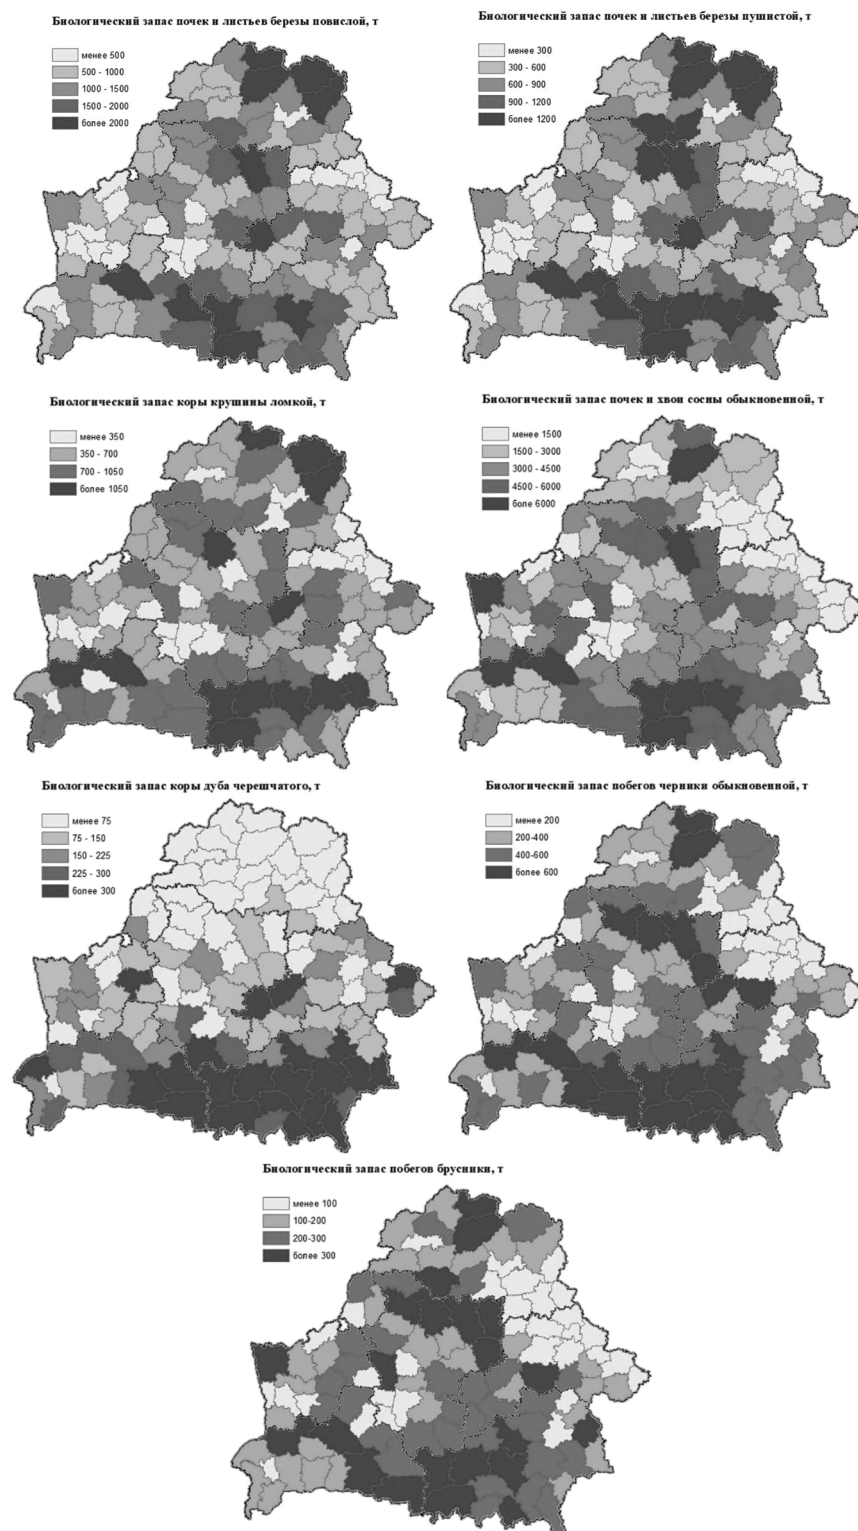 Биологический запас почек и листьев березы повислой, т
менее 500
500 - 1000
1000 - 1500
1500 - 2000
более 2000
Биологический запас почек и листьев березы пушистой, т
менее 300
300 - 600
600 - 900
900 - 1200
более 1200
Биологический запас коры крушины ломкой, т
менее 350
350 - 700
700 - 1050
более 1050
Биологический запас почек и хвои сосны обыкновенной, т
менее 1500
1500 - 3000
3000 - 4500
4500 - 6000
боле 6000
Биологический запас коры дуба черешчатого, т
менее 75
75 - 150
150 - 225
225 - 300
более 300
Биологический запас побегов черники обыкновенной, т
менее 200
200-400
400-600
более 600
Биологический запас побегов брусники, т
менее 100
100-200
200-300
более 300